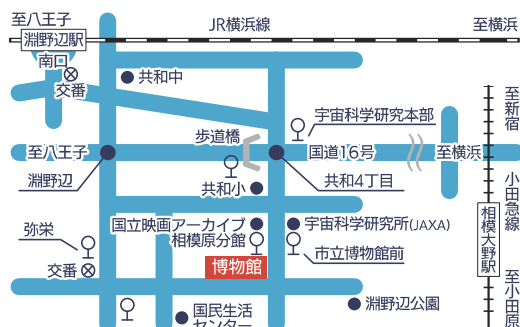 至八王子
JR横浜線
至横浜
淵野辺駅
南口
交番
共和中
至新宿
宇宙科学研究本部
歩道橋
至八王子
国道16号
至横浜
淵野辺
共和小
共和4丁目
小田急線
国立映画アーカイブ
相模原分館
宇宙科学研究所(JAXA)
相模大野駅
弥栄
市立博物館前
交番
博物館
至小田原
淵野辺公園
国民生活
センター